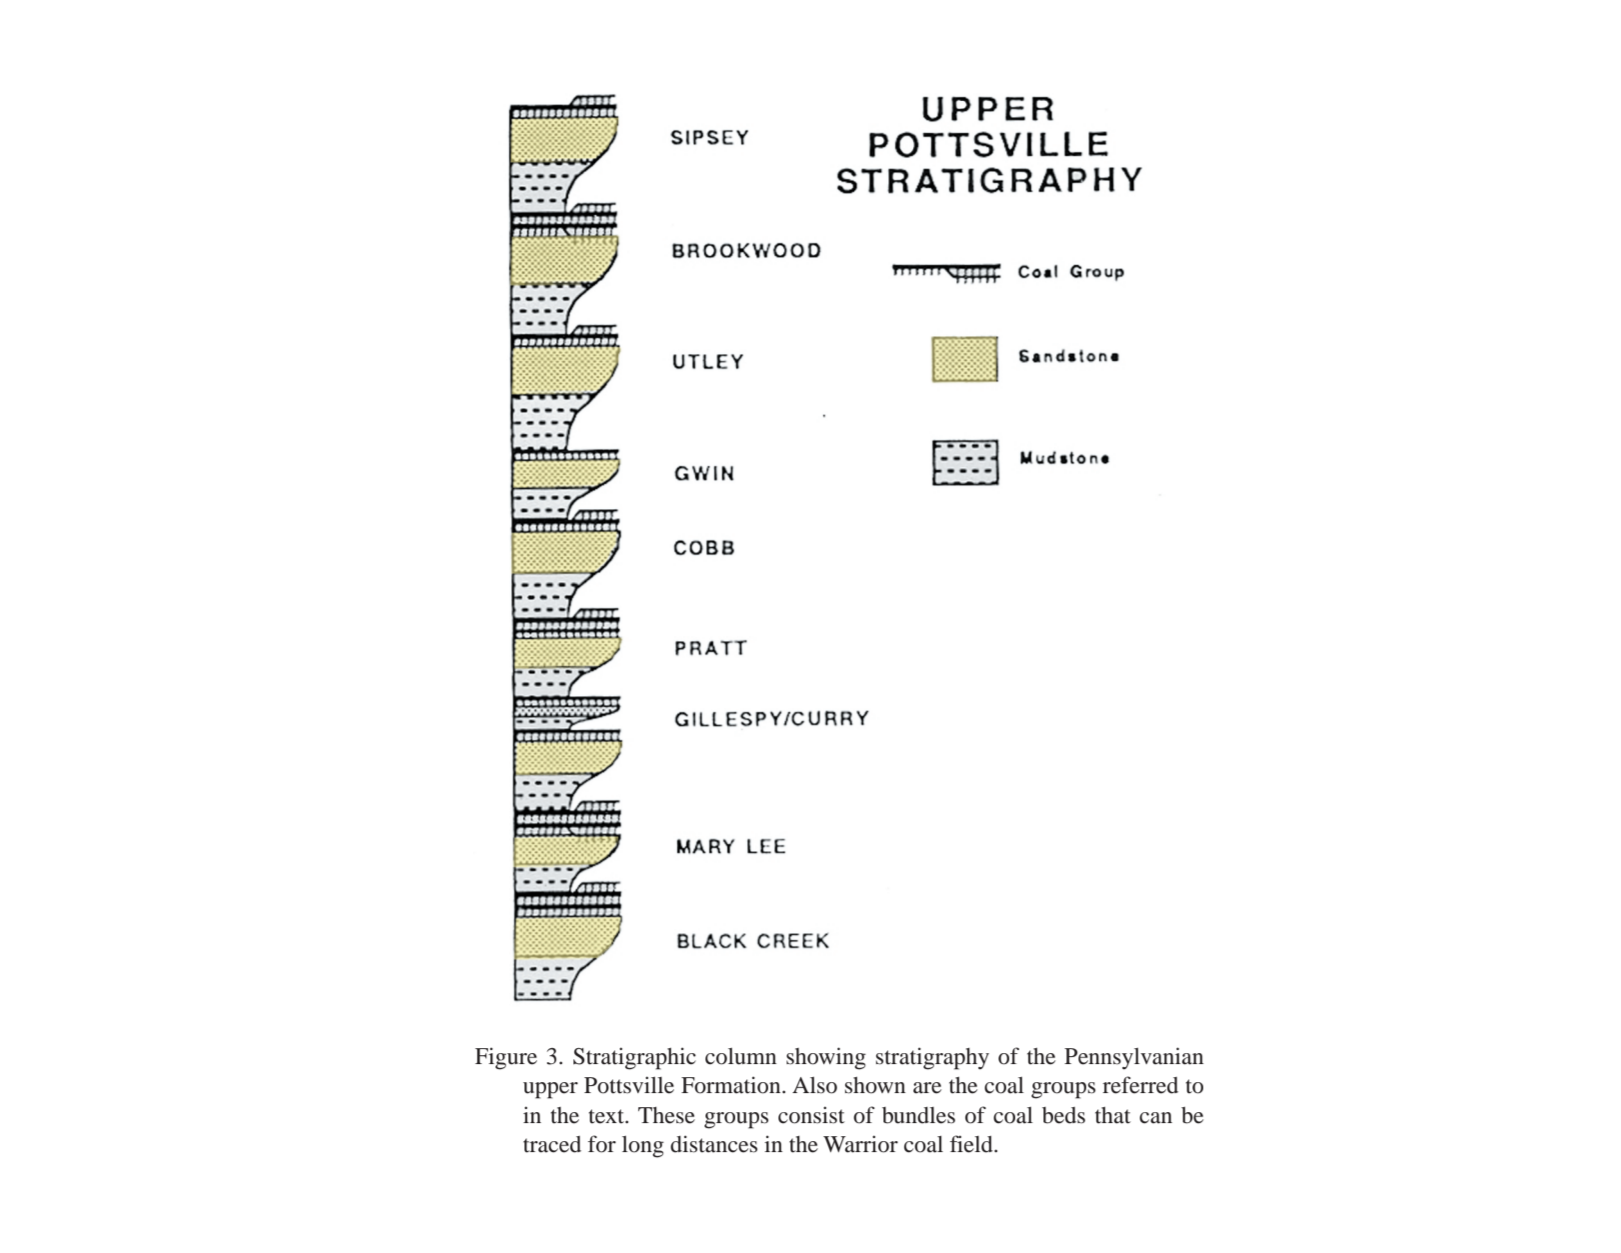 UPPER
POTTSVILLE
STRATIGRAPHY
SIPSEY
BROOKWOOD
Coal Group
UTLEY
Sandstone
GWIN
Mudstone
COBB
PRATT
GILLESPY/CURRY
MARY LEE
BLACK CREEK
Figure 3. Stratigraphic column showing stratigraphy of the Pennsylvanian
upper Pottsville Formation. Also shown are the coal groups referred to
in the text. These groups consist of bundles of coal beds that can be
traced for long distances in the Warrior coal field.